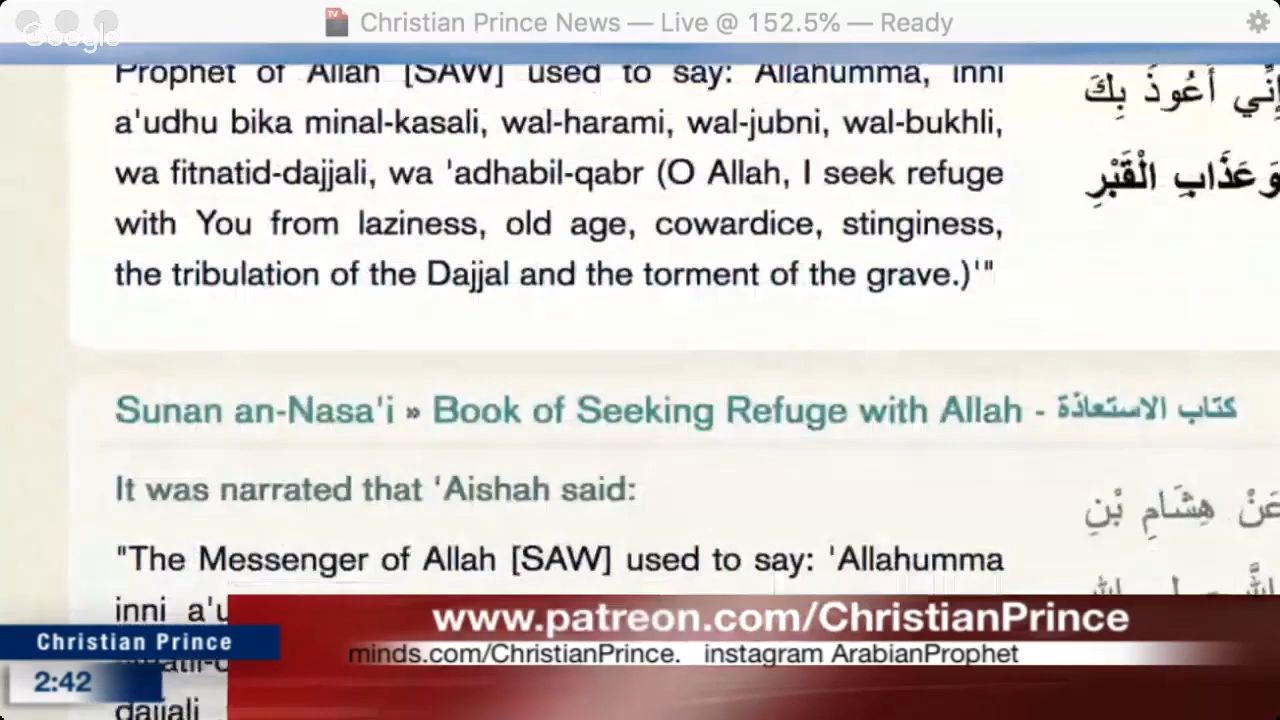 Christian Prince News — Live @ 152.5% — Ready
Google
Prophet of Allah [SAW] used to say: Allahumma, inni
a'udhu bika minal-kasali, wal-harami, wal-jubni, wal-bukhli,
wa fitnatid-dajjali, wa 'adhabil-qabr (O Allah, I seek refuge
with You from laziness, old age, cowardice, stinginess,
the tribulation of the Dajjal and the torment of the grave.)'"
إِنِّي أَعُوذُ بِكَ
وَعَذَابِ الْقَبْرِ
Sunan an-Nasa'i » Book of Seeking Refuge with Allah - كتاب الاستعاذة
It was narrated that 'Aishah said:
عَنْ هِشَامِ بْنِ
"The Messenger of Allah [SAW] used to say: 'Allahumma
inni a'u
dajjali
www.patreon.com/ChristianPrince
minds.com/ChristianPrince. instagram ArabianProphet
Christian Prince
2:42